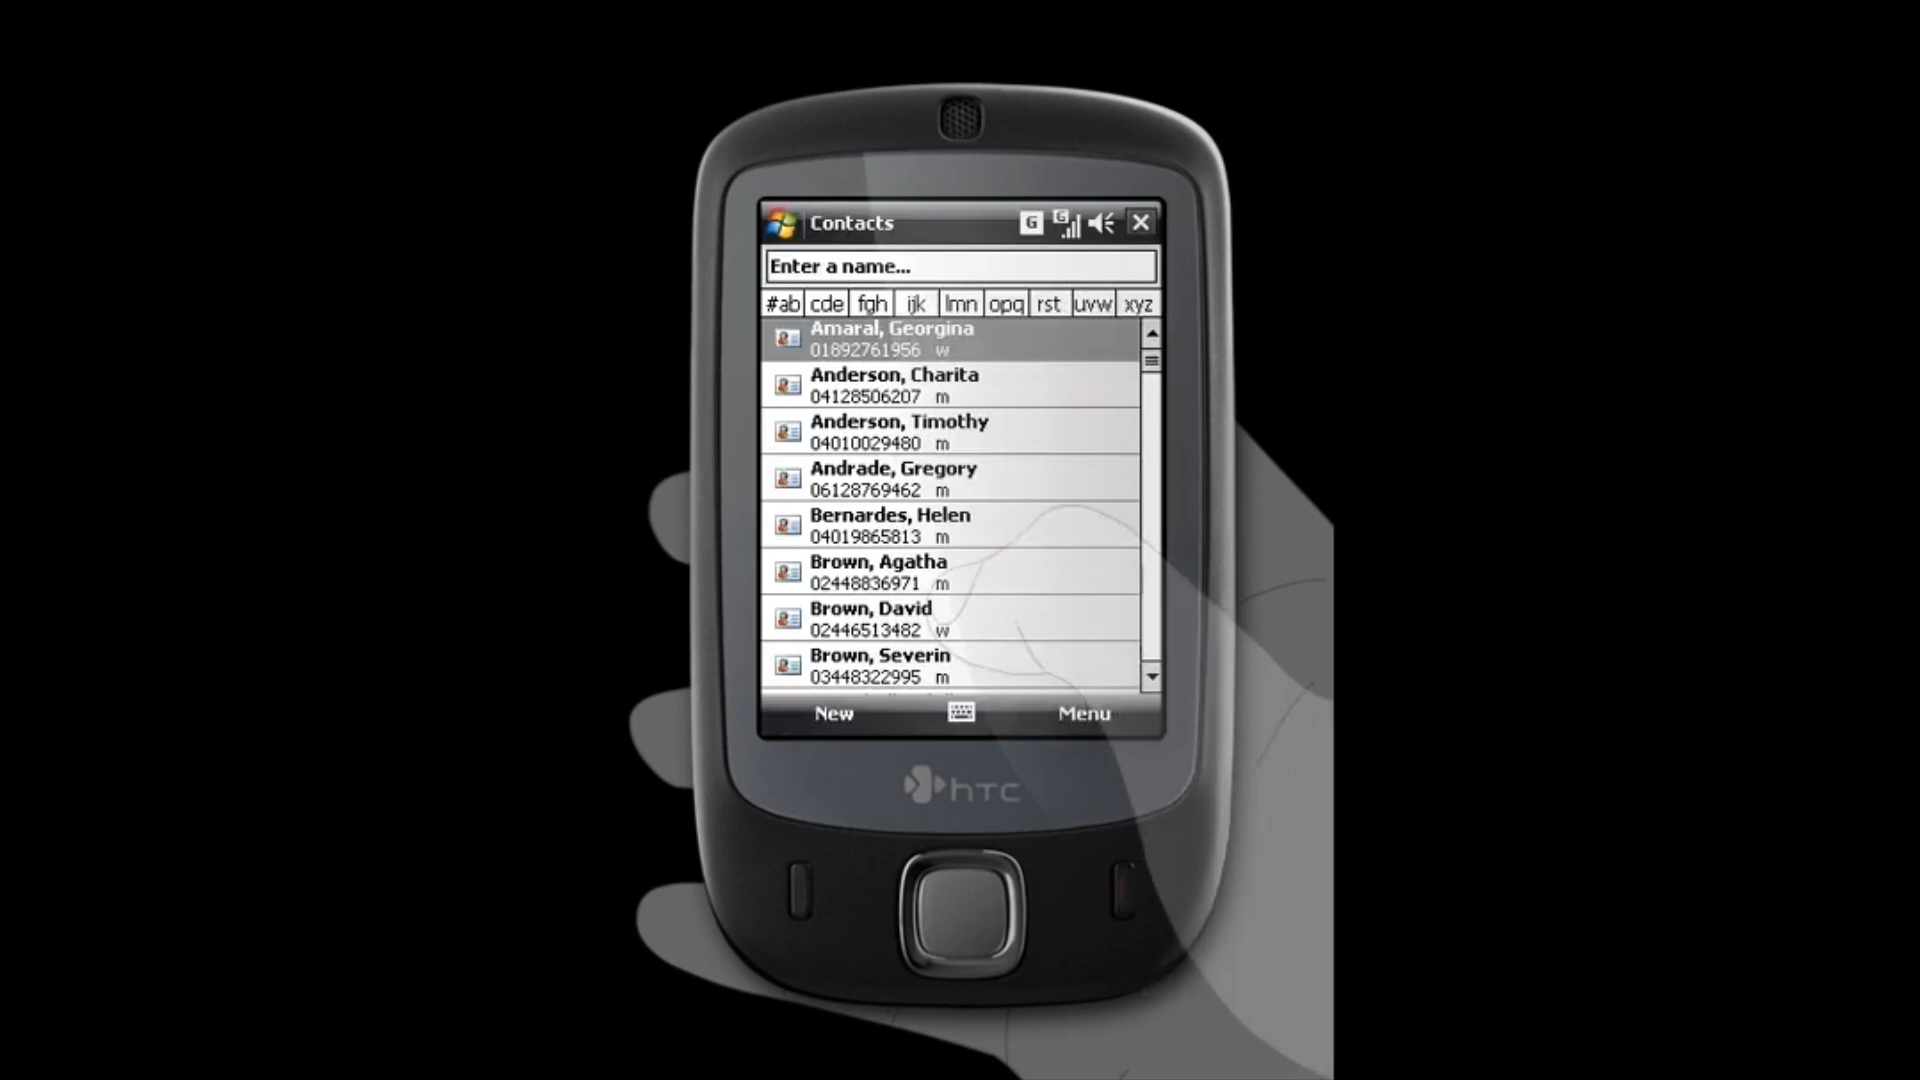 Contacts
G
G
Enter a name...
#ab cde fgh ijk lmn opq rst uvw xyz
Amaral, Georgina
01892761956 w
Anderson, Charita
04128506207 m
Anderson, Timothy
04010029480 m
Andrade, Gregory
06128769462 m
Bernardes, Helen
04019865813 m
Brown, Agatha
02448836971 m
Brown, David
02446513482 w
Brown, Severin
03448322995 m
New Menu
hTC